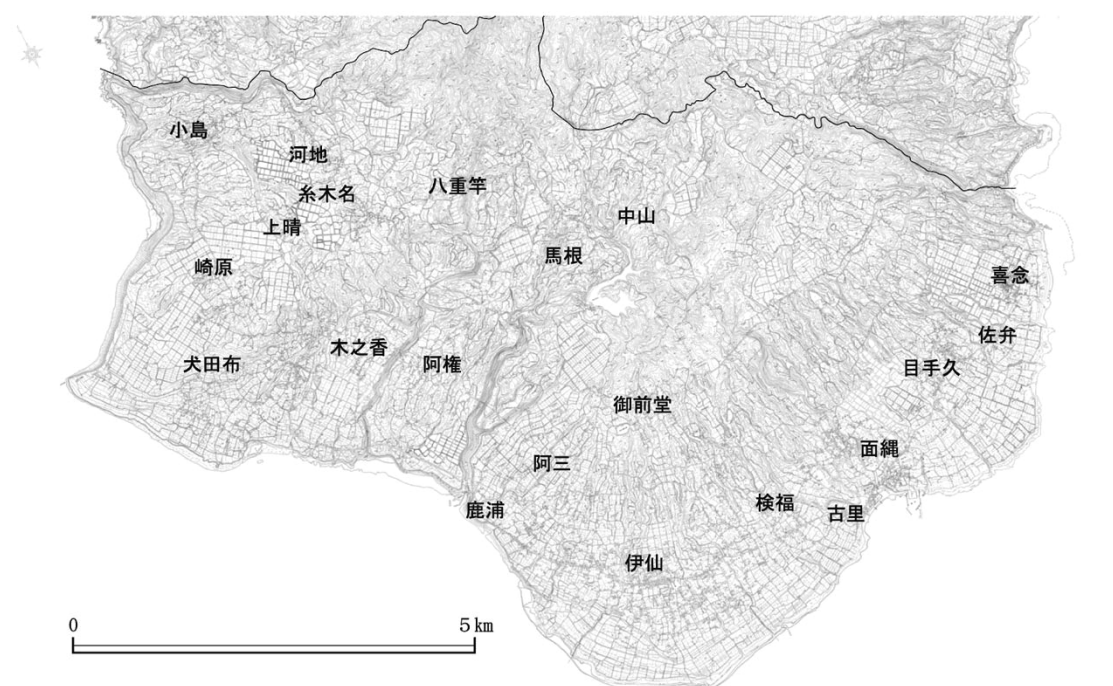 小島
河地
八重竿
糸木名
中山
上晴
馬根
崎原
喜念
佐弁
木之香
犬田布
阿権
目手久
御前堂
面縄
阿三
検福
鹿浦
古里
伊仙
0 5㎞